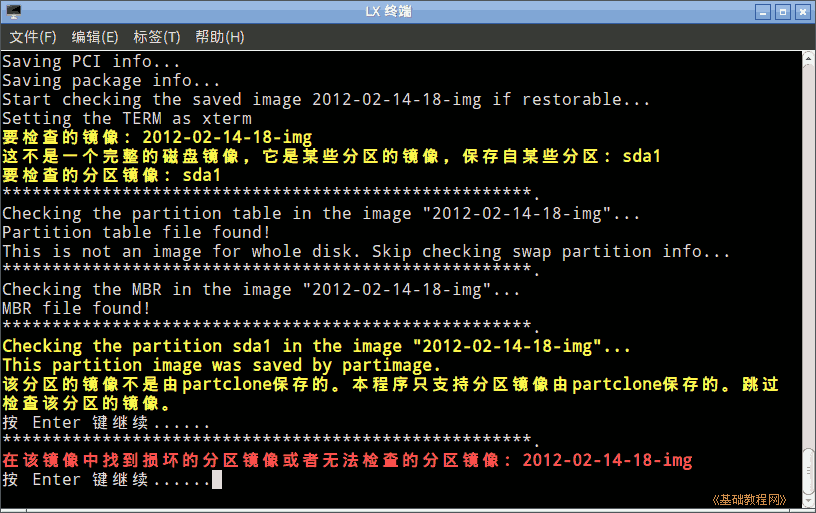 LX 终端
文件(F) 编辑(E) 标签(T) 帮助(H)
Saving PCI info...
Saving package info...
Start checking the saved image 2012-02-14-18-img if restorable...
Setting the TERM as xterm
要检查的镜像：2012-02-14-18-img
这不是一个完整的磁盘镜像，它是某些分区的镜像，保存自某些分区：sda1
要检查的分区镜像：sda1
*****************************************************.
Checking the partition table in the image "2012-02-14-18-img"...
Partition table file found!
This is not an image for whole disk. Skip checking swap partition info...
*****************************************************.
Checking the MBR in the image "2012-02-14-18-img"...
MBR file found!
*****************************************************.
Checking the partition sda1 in the image "2012-02-14-18-img"...
This partition image was saved by partimage.
该分区的镜像不是由partclone保存的。本程序只支持分区镜像由partclone保存的。跳过
检查该分区的镜像。
按 Enter 键继续......
*****************************************************.
在该镜像中找到损坏的分区镜像或者无法检查的分区镜像：2012-02-14-18-img
按 Enter 键继续......
《基础教程网》